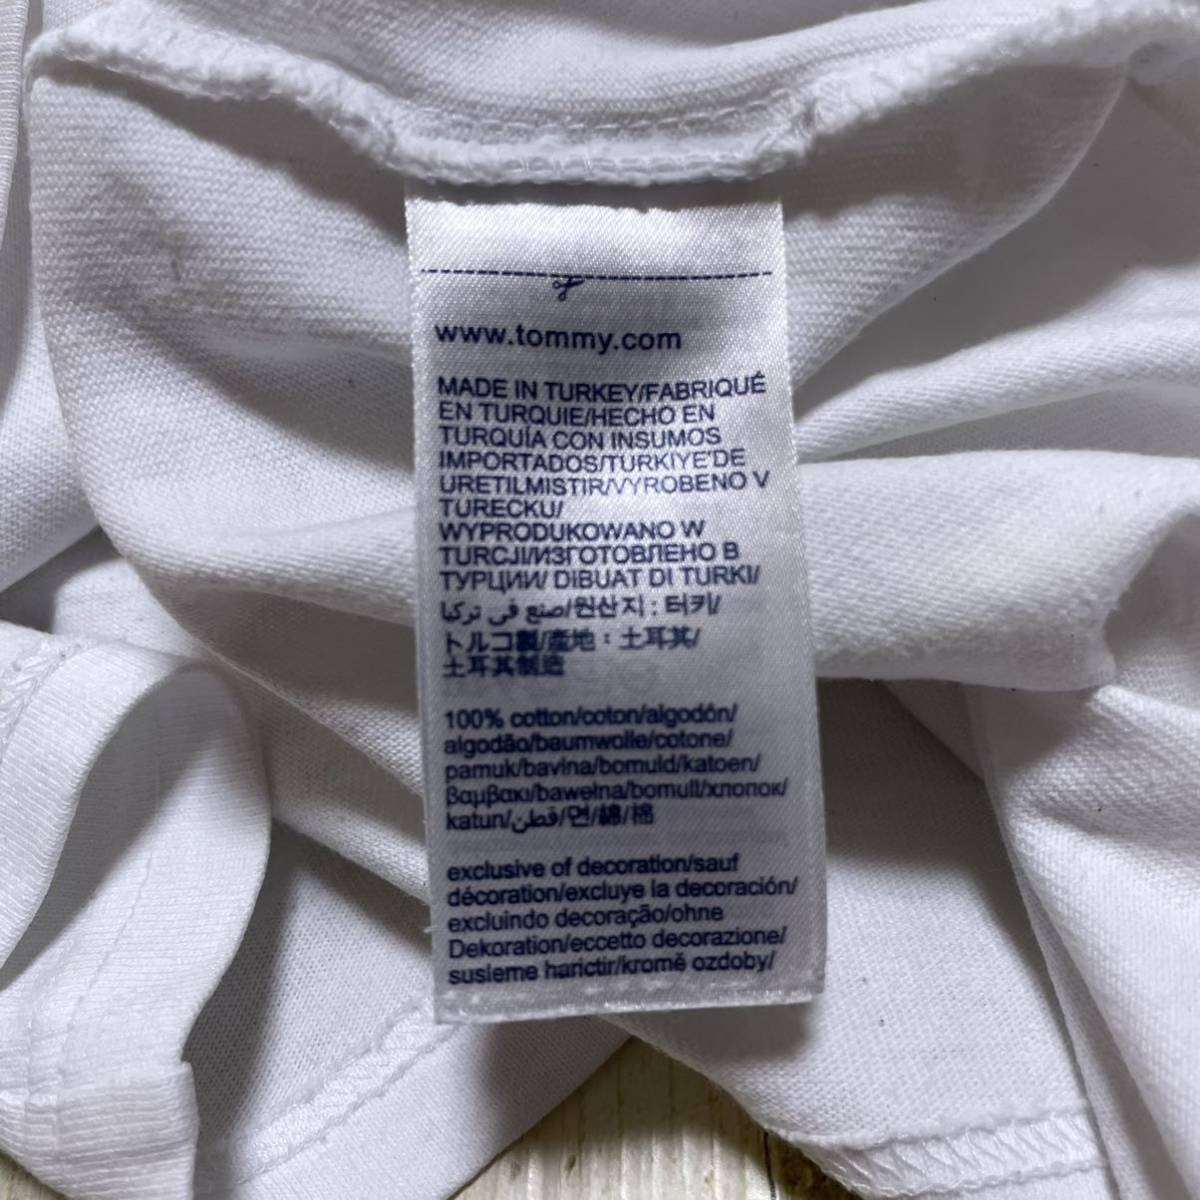 www.tommy.com
MADE IN TURKEY/FABRIQUÉ
EN TURQUIE/HECHO EN
TURQUÍA CON INSUMOS
IMPORTADOS/TURKIYE'DE
URETILMISTIR/VYROBENO V
TURECKU/
WYPRODUKOWANO W
TURCJI/ИЗГОТОВЛЕНО В
ТУРЦИИ/ DIBUAT DI TURKI/
صنع في تركيا/원산지 : 터키/
トルコ製/産地：土耳其/
土耳其制造
100% cotton/coton/algodón/
algodão/baumwolle/cotone/
pamuk/bavlna/bomuld/katoen/
βαμβακι/bawełna/bomull/хлопок/
katun/قطن/면/綿/棉
exclusive of decoration/sauf
décoration/excluye la decoración/
excluindo decoração/ohne
Dekoration/eccetto decorazione/
susleme harictir/kromě ozdoby/